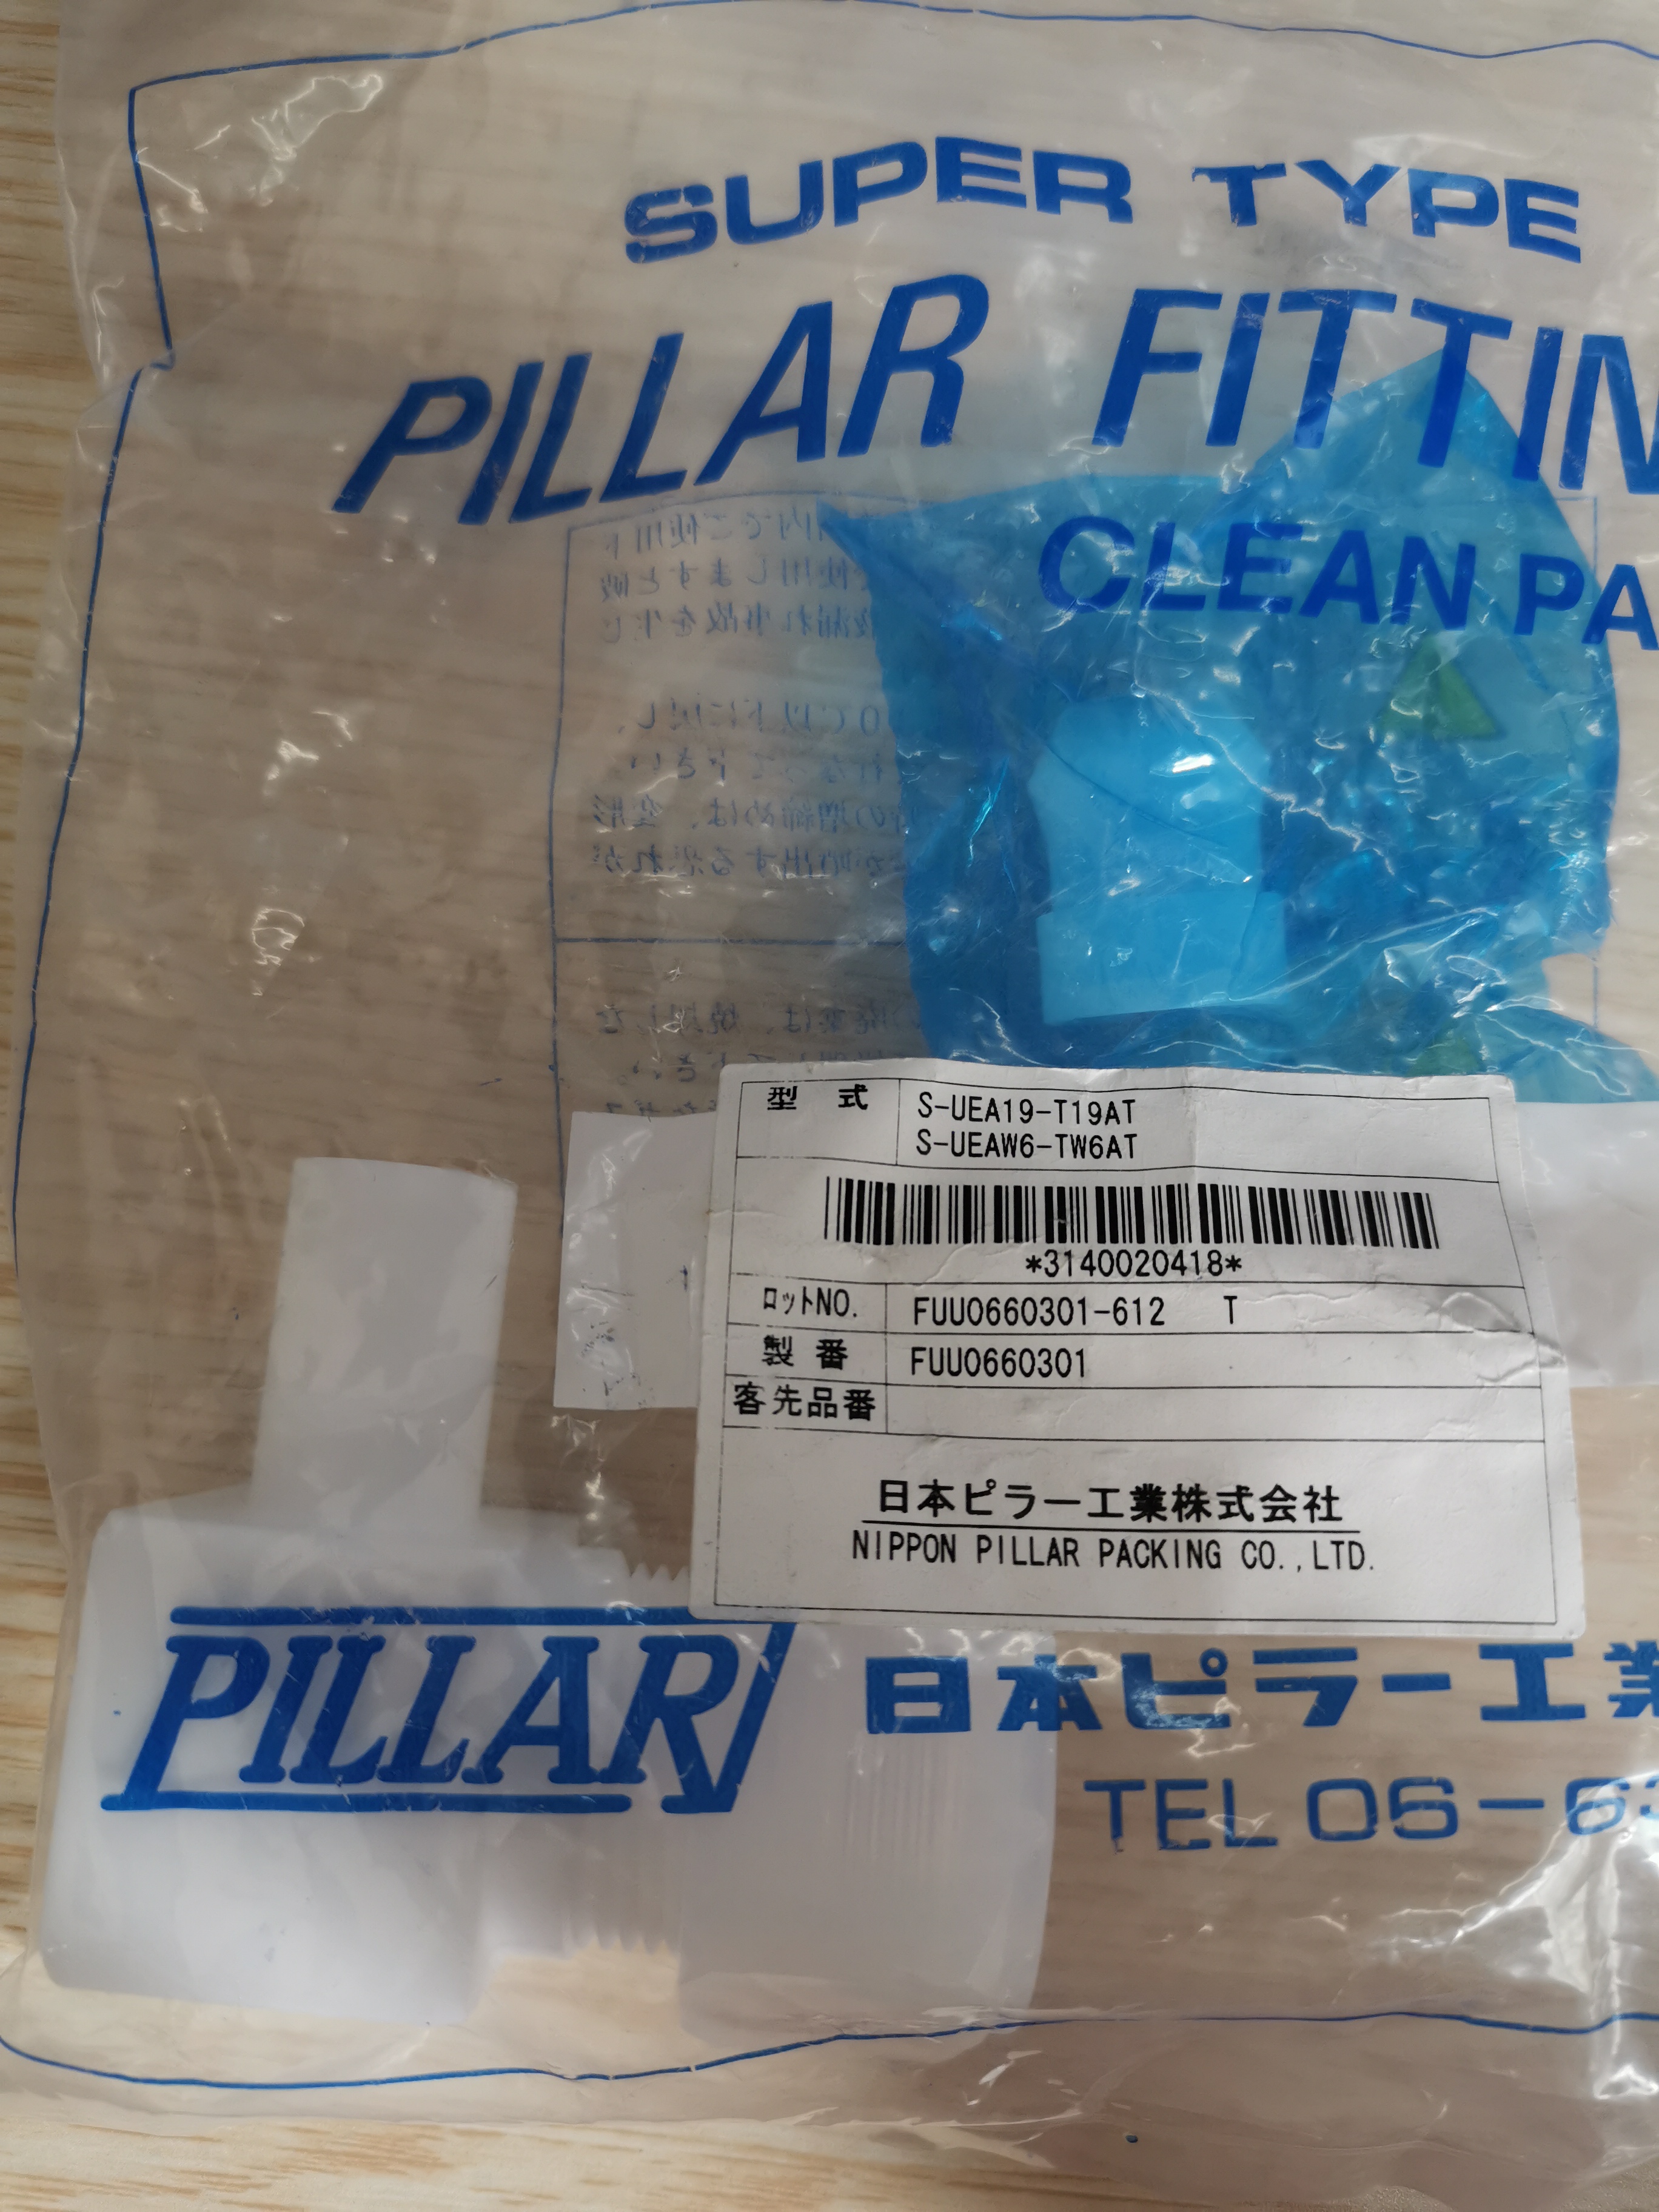 SUPER TYPE
PILLAR FITTIN
CLEAN PA
型 式
S-UEA19-T19AT
S-UEAW6-TW6AT
*3140020418*
ロットNO. FUU0660301-612 T
製 番 FUU0660301
客先品番
日本ピラー工業株式会社
NIPPON PILLAR PACKING CO.,LTD.
PILLAR 日本ピラー工業
TEL 06-63